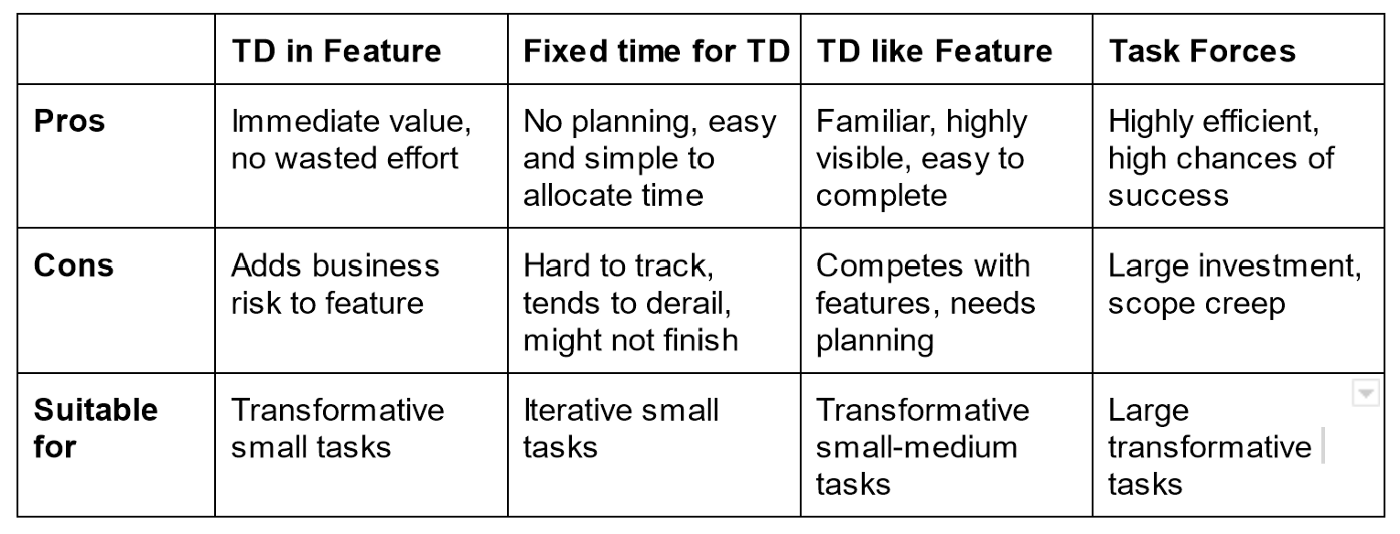 TD in Feature
Fixed time for TD
TD like Feature
Task Forces
Pros
Immediate value,
no wasted effort
No planning, easy
and simple to
allocate time
Familiar, highly
visible, easy to
complete
Highly efficient,
high chances of
success
Cons
Adds business
risk to feature
Hard to track,
tends to derail,
might not finish
Competes with
features, needs
planning
Large investment,
scope creep
Suitable
for
Transformative
small tasks
Iterative small
tasks
Transformative
small-medium
tasks
Large
transformative
tasks